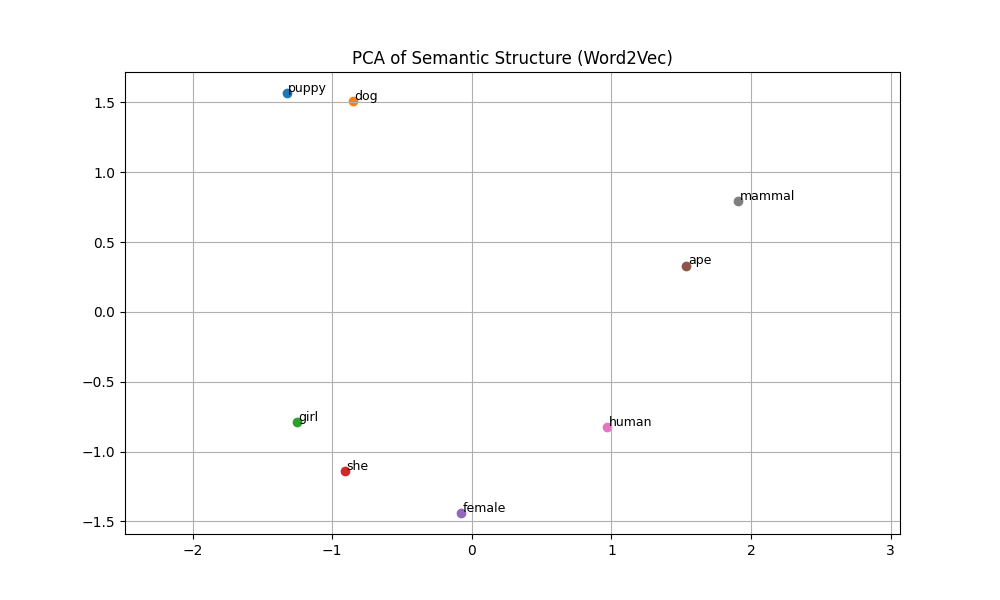 PCA of Semantic Structure (Word2Vec)
puppy
dog
1.5
1.0
mammal
0.5
ape
0.0
−0.5
girl
human
−1.0
she
female
−1.5
−2 −1 0 1 2 3